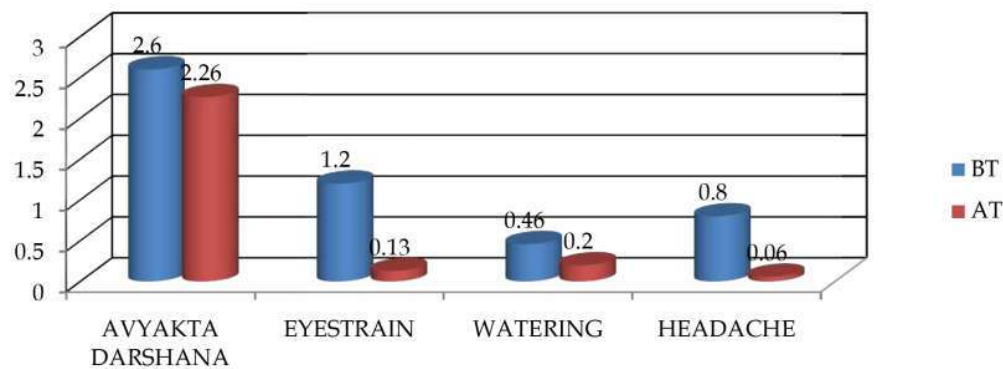 3
2.5
2
1.5
1
0.5
0
2.6
2.26
1.2
0.13
0.46
0.2
0.8
0.06
AVYAKTA
DARSHANA
EYESTRAIN
WATERING
HEADACHE
BT
AT